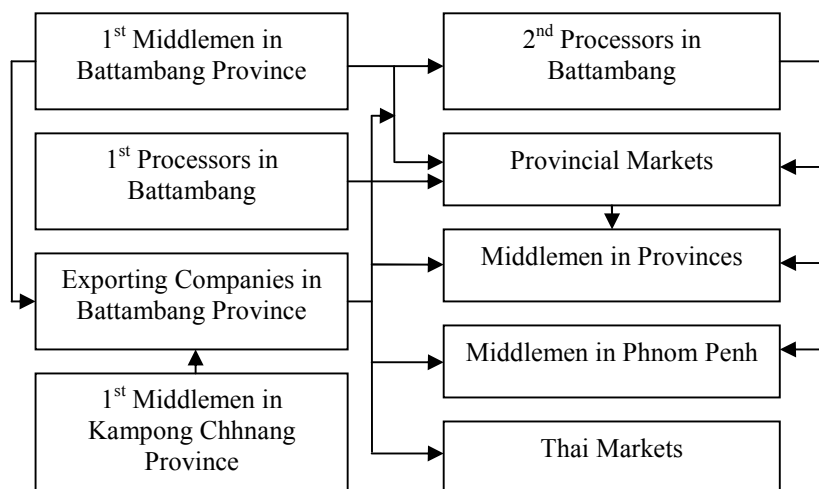 1st Middlemen in
Battambang Province
2nd Processors in
Battambang
1st Processors in
Battambang
Provincial Markets
Exporting Companies in
Battambang Province
Middlemen in Provinces
Middlemen in Phnom Penh
1st Middlemen in
Kampong Chhnang
Province
Thai Markets